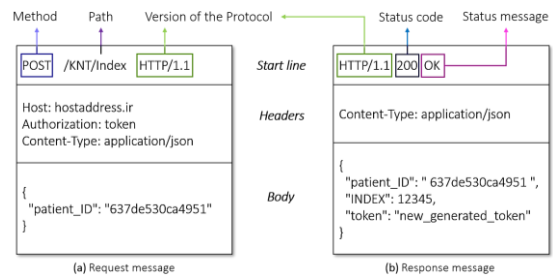 Method Path Version of the Protocol Status code Status message
POST /KNT/Index HTTP/1.1 Start line HTTP/1.1 200 OK
Host: hostaddress.ir
Authorization: token
Content-Type: application/json
Headers
Content-Type: application/json
{
"patient_ID": "637de530ca4951"
}
Body
{
"patient_ID": " 637de530ca4951 ",
"INDEX": 12345,
"token": "new_generated_token"
}
(a) Request message
(b) Response message